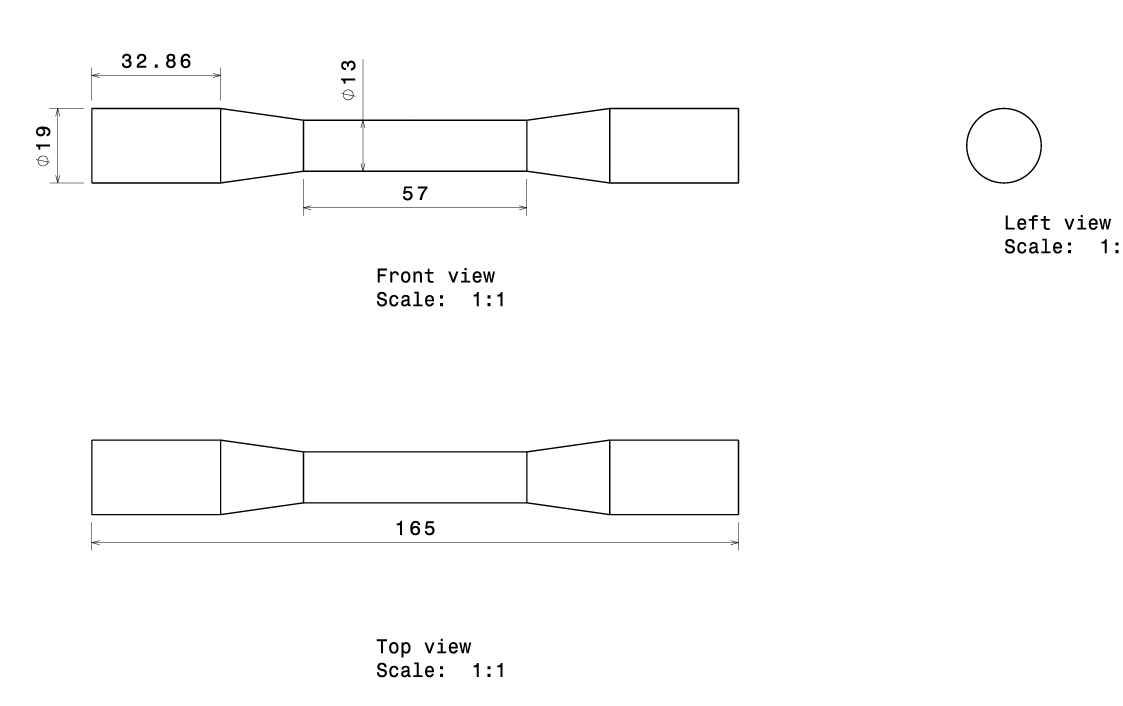 32.86
⌀13
⌀19
57
Front view
Scale:  1:1
Left view
Scale:  1:
165
Top view
Scale:  1:1